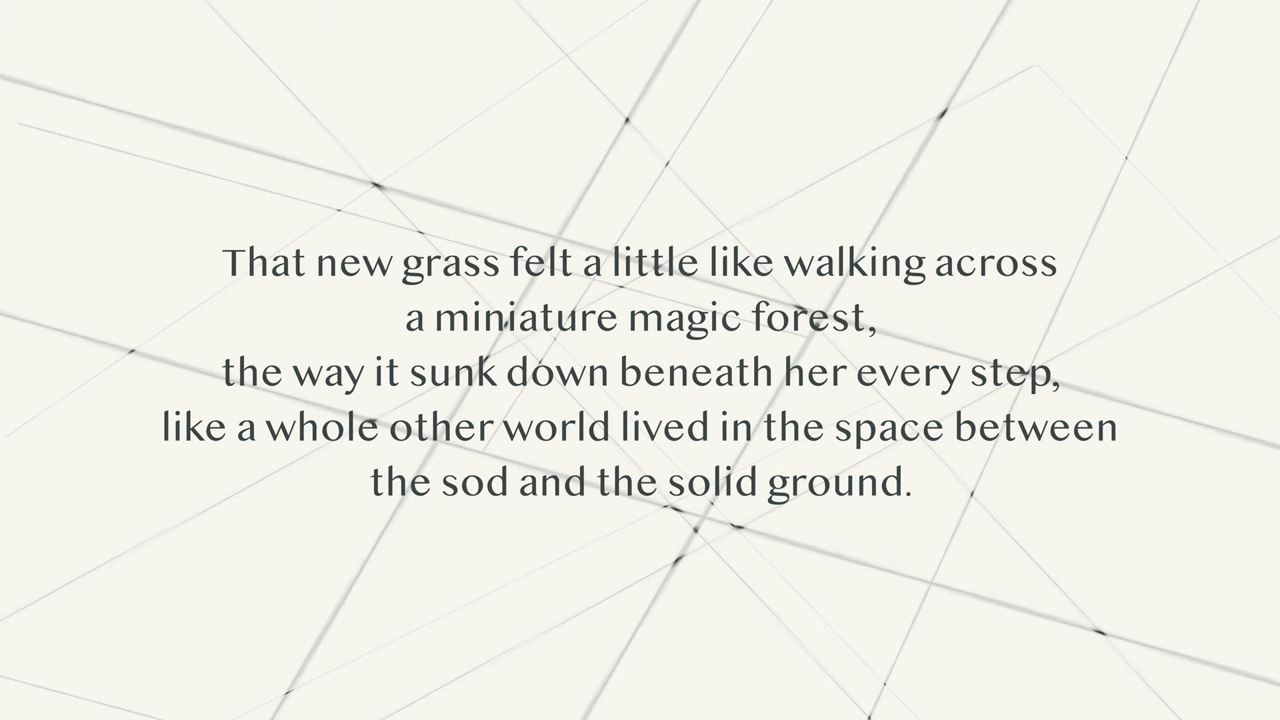 That new grass felt a little like walking across
a miniature magic forest,
the way it sunk down beneath her every step,
like a whole other world lived in the space between
the sod and the solid ground.